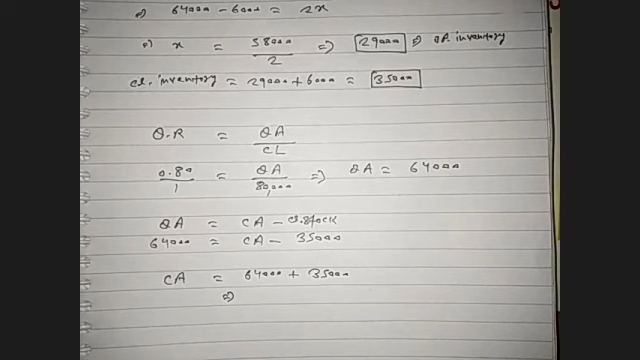 ⇒ 64000 - 6000 = 2x
⇒ x = 58000 / 2 ⇒ 29000 ⇒ OP. inventory
cl. inventory = 29000 + 6000 = 35000
Q.R = QA / CL
0.80 / 1 = QA / 80,000 ⇒ QA = 64000
QA = CA - cl. stock
64000 = CA - 35000
CA = 64000 + 35000
⇒